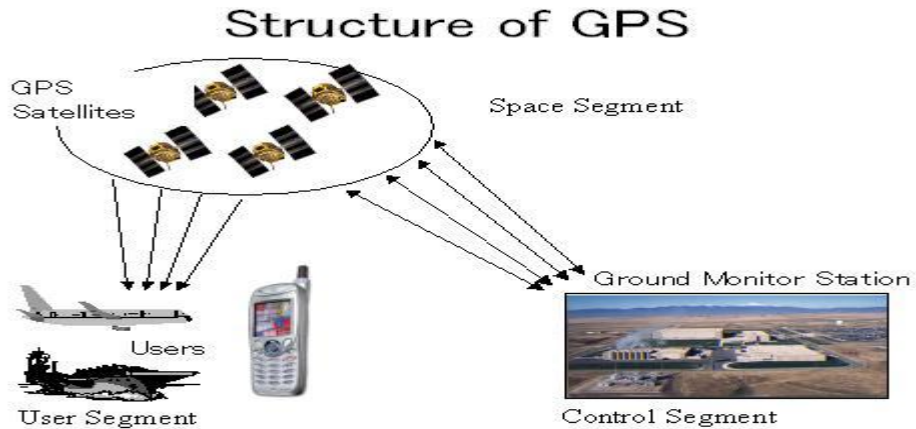 Structure of GPS
GPS
Satellites
Space Segment
Ground Monitor Station
Users
User Segment
Control Segment